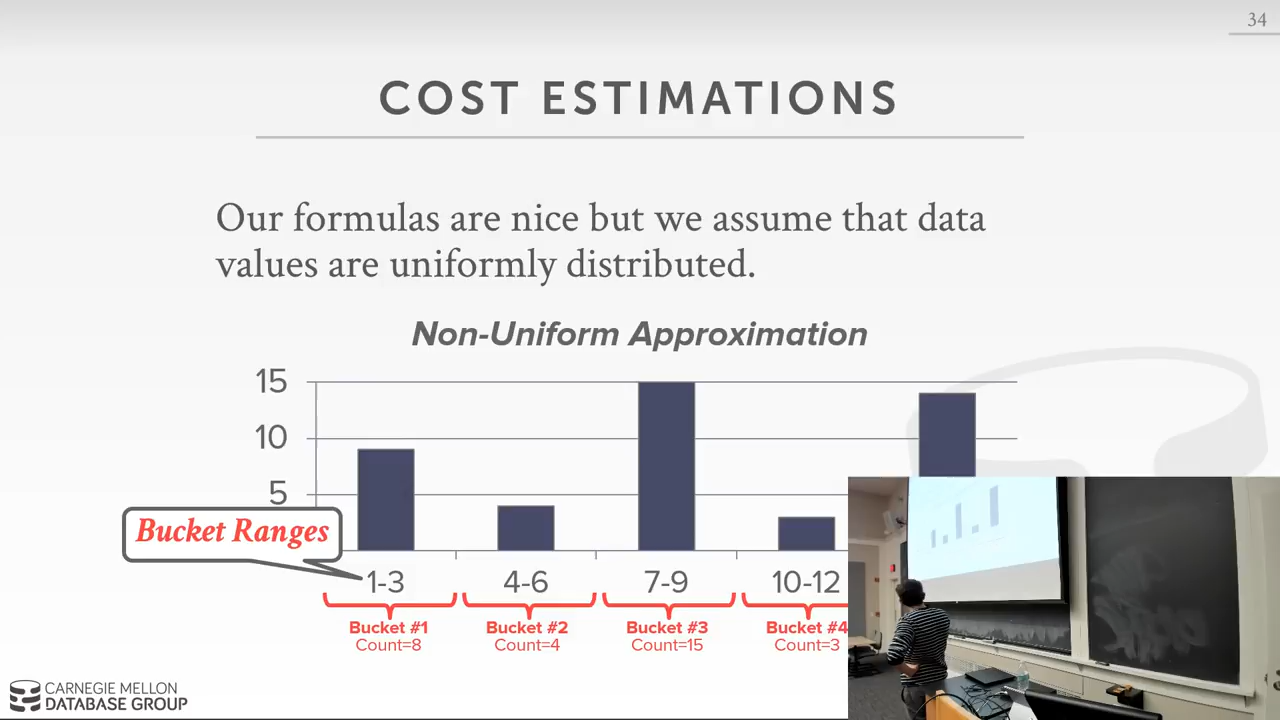 34
COST ESTIMATIONS
Our formulas are nice but we assume that data
values are uniformly distributed.
Non-Uniform Approximation
15
10
5
Bucket Ranges
1-3 4-6 7-9 10-12
Bucket #1 Bucket #2 Bucket #3 Bucket #4
Count=8 Count=4 Count=15 Count=3
CARNEGIE MELLON
DATABASE GROUP